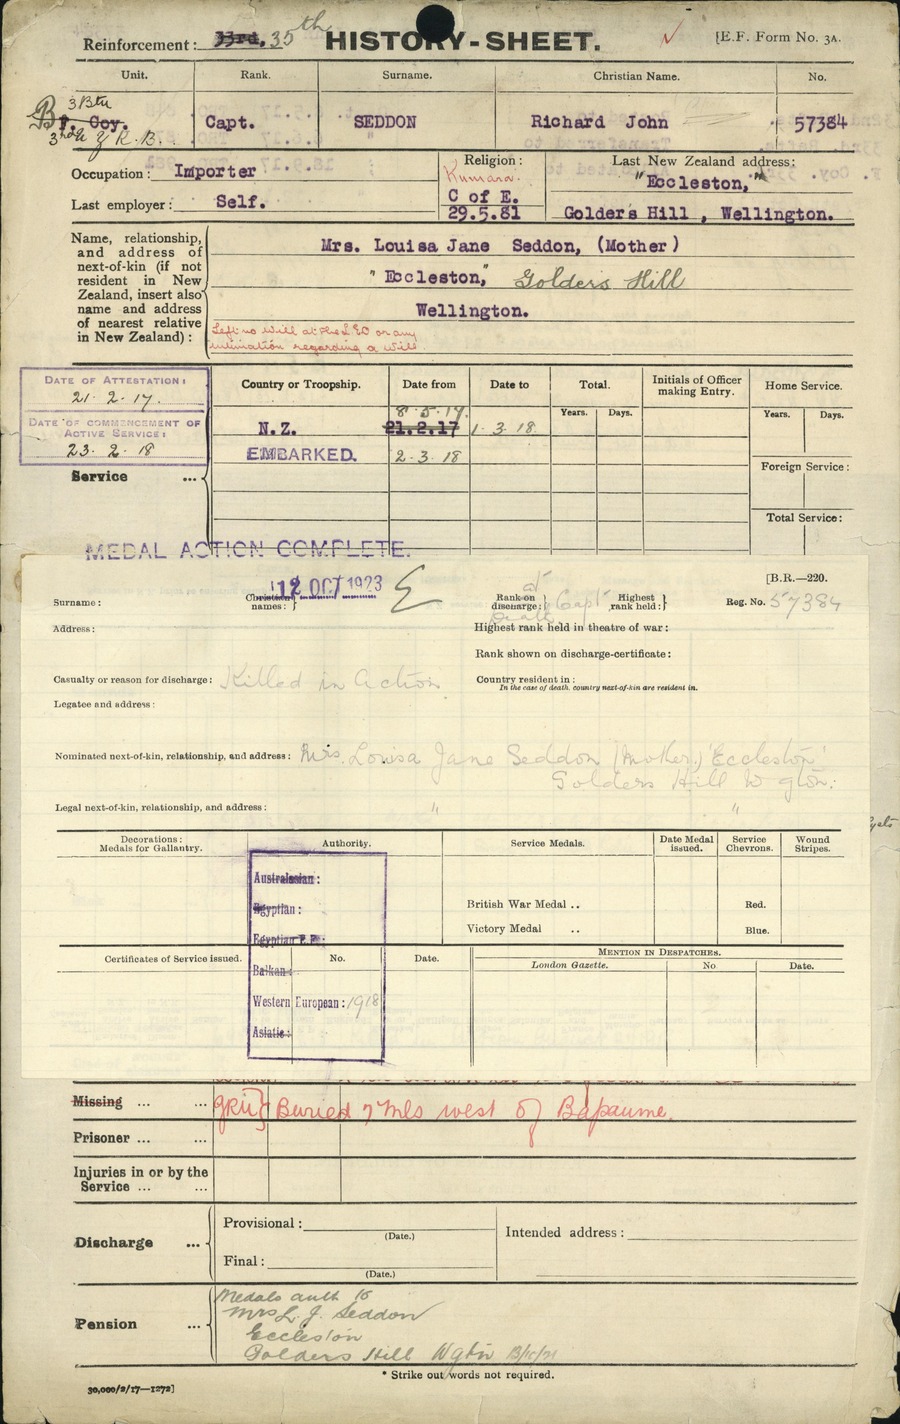 Reinforcement: 33rd, 35th HISTORY-SHEET. [E.F. Form No. 3A.
Unit. Rank. Surname. Christian Name. No.
3 Btn
B F. Coy. Capt. SEDDON Richard John 57384
3rd N.Z.R.B.
Occupation: Importer
Last employer: Self.
Religion:
Kumara.
C of E.
29.5.81
Last New Zealand address:
"Eccleston,"
Golder's Hill, Wellington.
Name, relationship, and address of next-of-kin (if not resident in New Zealand, insert also name and address of nearest relative in New Zealand):
Mrs. Louisa Jane Seddon, (Mother)
"Eccleston," Golders Hill
Wellington.
Left no will at the or any
intimation regarding a will.
DATE OF ATTESTATION:
21.2.17.
DATE OF COMMENCEMENT OF
ACTIVE SERVICE:
23.2.18
Service ...
Country or Troopship. Date from Date to Total. Initials of Officer making Entry. Home Service.
Years. Days. Years. Days.
8.5.17.
N.Z. 21.2.17 1.3.18
EMBARKED. 2.3.18
Foreign Service:
Total Service:
MEDAL ACTION COMPLETE.
12 OCT 1923
[B.R.—220.
Surname: Christian names: Rank on discharge: at Death Capt Highest rank held: Reg. No. 57384
Address: Highest rank held in theatre of war:
Rank shown on discharge-certificate:
Casualty or reason for discharge: Killed in Action Country resident in:
In the case of death, country next-of-kin are resident in.
Legatee and address:
Nominated next-of-kin, relationship, and address: Mrs. Louisa Jane Seddon (Mother.) 'Eccleston'
Golders Hill Wgton.
Legal next-of-kin, relationship, and address: " "
Decorations: Medals for Gallantry. Authority. Service Medals. Date Medal issued. Service Chevrons. Wound Stripes.
Australasian:
Egyptian: British War Medal .. Red.
Egyptian E.F.: Victory Medal .. Blue.
Certificates of Service issued. No. Date. MENTION IN DESPATCHES.
London Gazette. No Date.
Balkan:
Western European: 1918
Asiatic:
Missing ... ... GRU} Buried 7 mls west of Bapaume.
Prisoner ... ...
Injuries in or by the
Service ... ...
Discharge ...
Provisional:
(Date.)
Intended address:
Final:
(Date.)
Pension ...
Medals auth to
Mrs L. J. Seddon
Eccleston
Golders Hill Wgtn
* Strike out words not required.
30,000/2/17—1272]